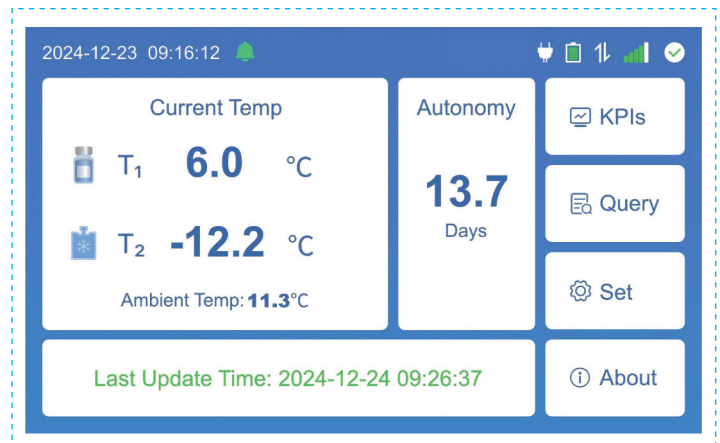 2024-12-23 09:16:12
Current Temp
T₁ 6.0 °C
T₂ -12.2 °C
Ambient Temp: 11.3°C
Autonomy
13.7
Days
KPIs
Query
Set
About
Last Update Time: 2024-12-24 09:26:37